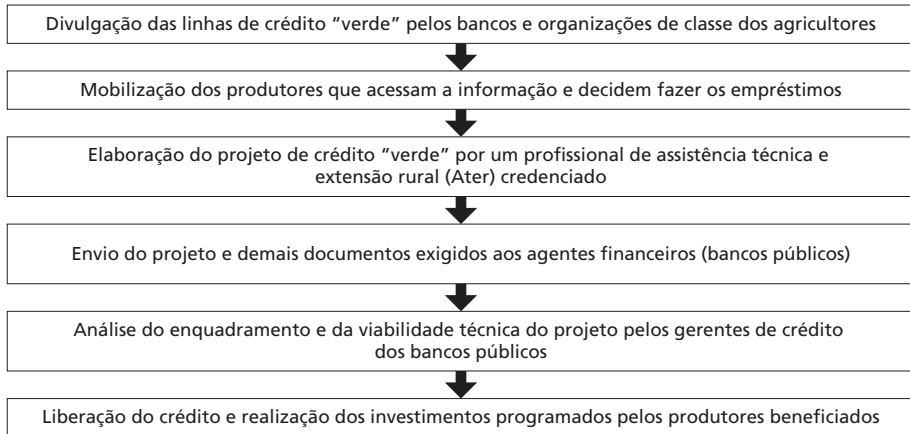 Divulgação das linhas de crédito “verde” pelos bancos e organizações de classe dos agricultores
Mobilização dos produtores que acessam a informação e decidem fazer os empréstimos
Elaboração do projeto de crédito “verde” por um profissional de assistência técnica e
extensão rural (Ater) credenciado
Envio do projeto e demais documentos exigidos aos agentes financeiros (bancos públicos)
Análise do enquadramento e da viabilidade técnica do projeto pelos gerentes de crédito
dos bancos públicos
Liberação do crédito e realização dos investimentos programados pelos produtores beneficiados